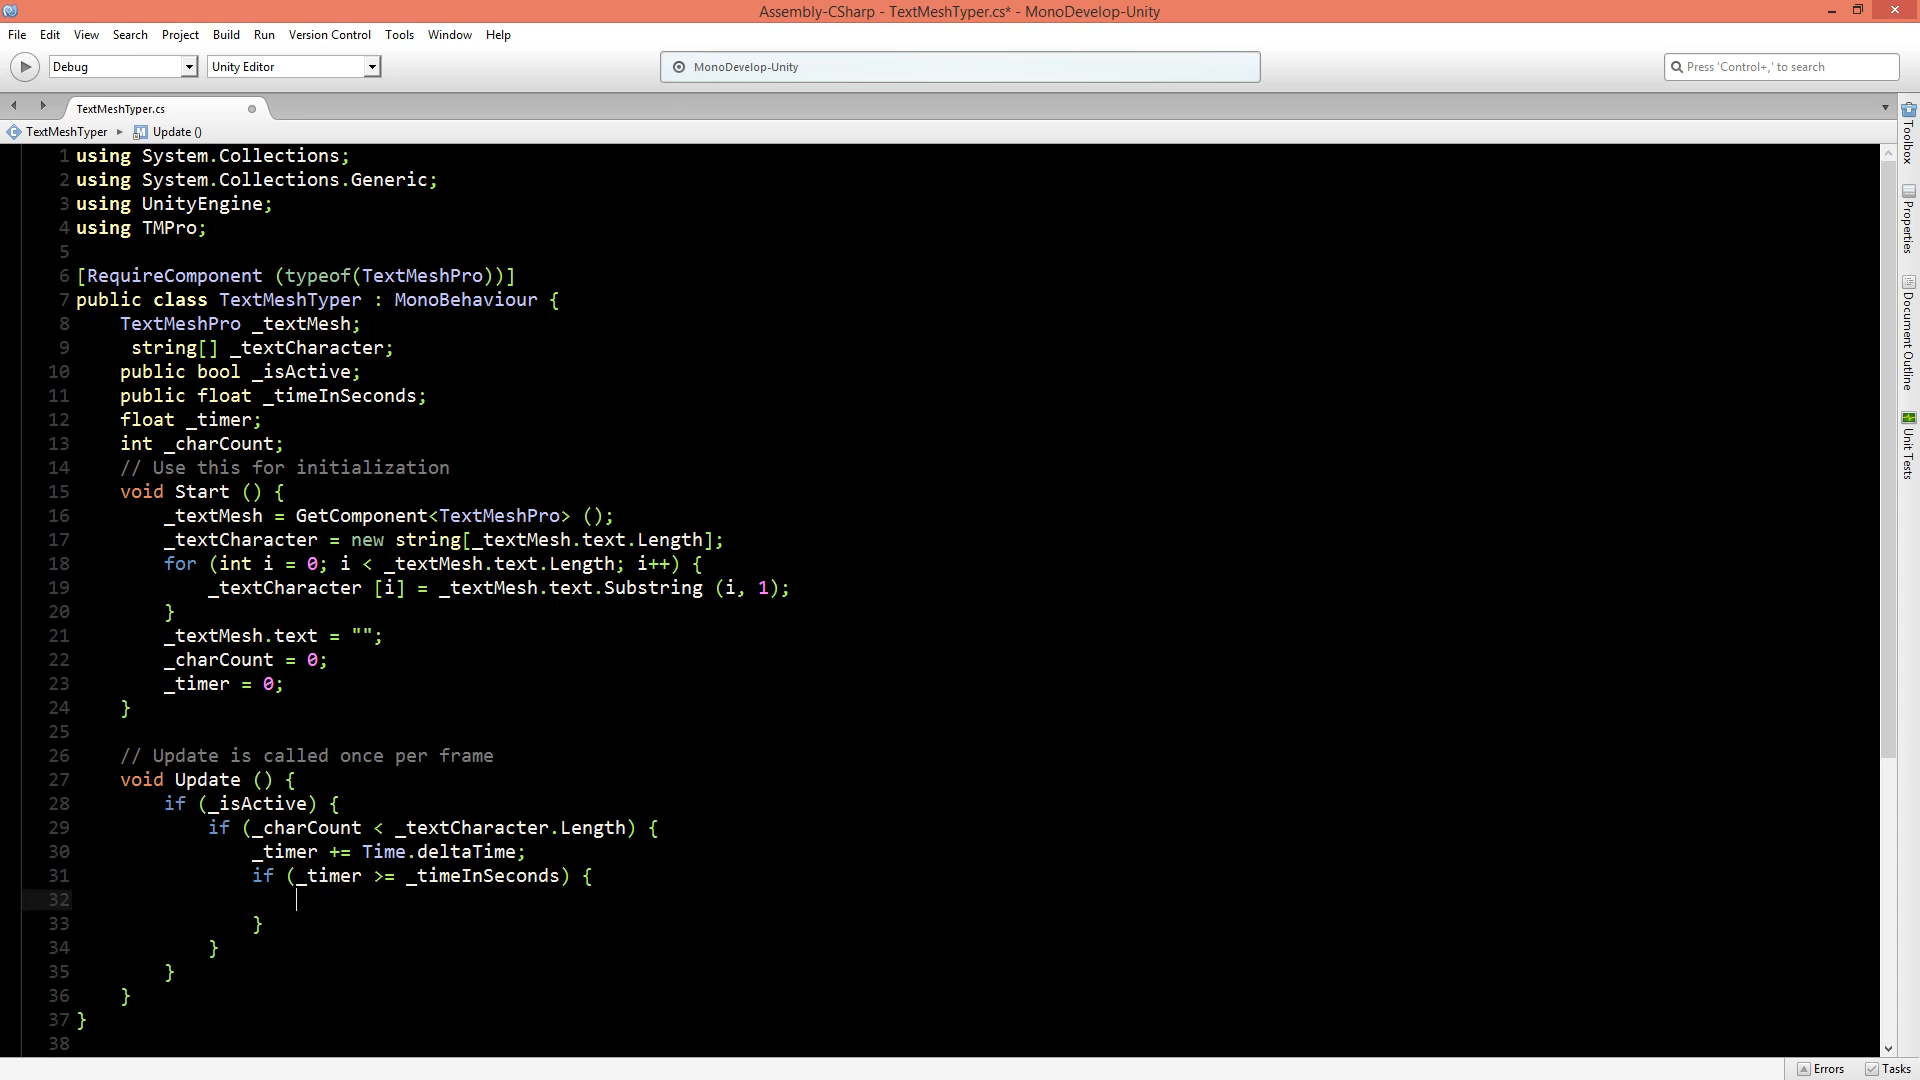 Assembly-CSharp - TextMeshTyper.cs* - MonoDevelop-Unity
File Edit View Search Project Build Run Version Control Tools Window Help
Debug Unity Editor MonoDevelop-Unity Press 'Control+,' to search
TextMeshTyper.cs
TextMeshTyper Update ()
1 using System.Collections;
2 using System.Collections.Generic;
3 using UnityEngine;
4 using TMPro;
5
6 [RequireComponent (typeof(TextMeshPro))]
7 public class TextMeshTyper : MonoBehaviour {
8 TextMeshPro _textMesh;
9 string[] _textCharacter;
10 public bool _isActive;
11 public float _timeInSeconds;
12 float _timer;
13 int _charCount;
14 // Use this for initialization
15 void Start () {
16 _textMesh = GetComponent<TextMeshPro> ();
17 _textCharacter = new string[_textMesh.text.Length];
18 for (int i = 0; i < _textMesh.text.Length; i++) {
19 _textCharacter [i] = _textMesh.text.Substring (i, 1);
20 }
21 _textMesh.text = "";
22 _charCount = 0;
23 _timer = 0;
24 }
25
26 // Update is called once per frame
27 void Update () {
28 if (_isActive) {
29 if (_charCount < _textCharacter.Length) {
30 _timer += Time.deltaTime;
31 if (_timer >= _timeInSeconds) {
32
33 }
34 }
35 }
36 }
37 }
38
Toolbox
Properties
Document Outline
Unit Tests
Errors Tasks